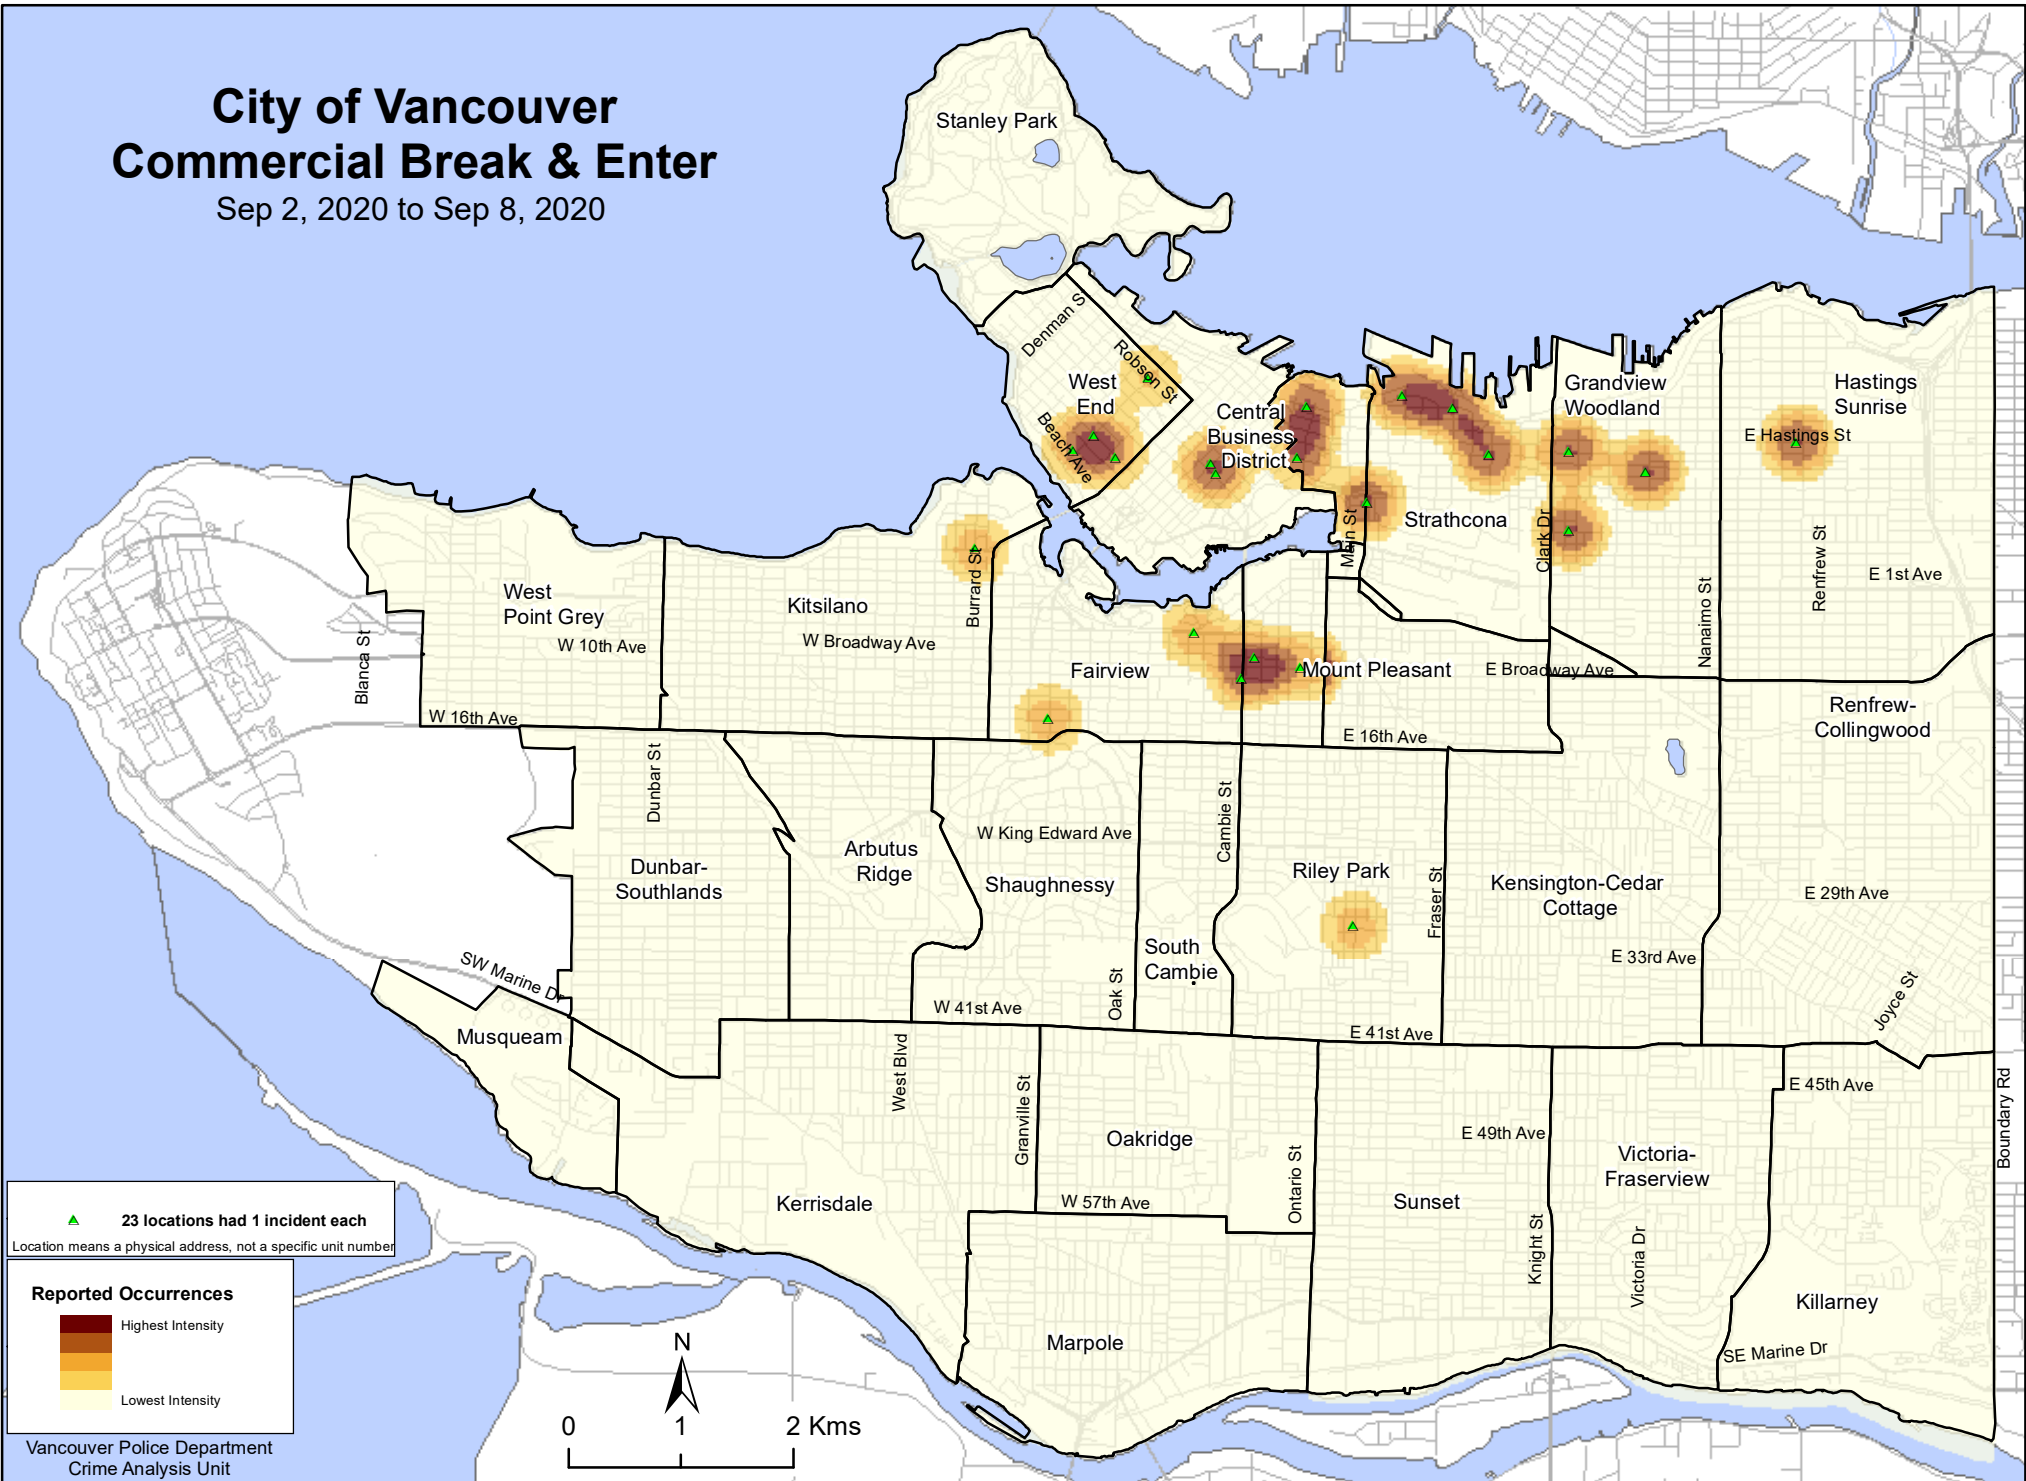 City of Vancouver
Commercial Break & Enter
Sep 2, 2020 to Sep 8, 2020
Stanley Park
Denman S
Robson St
West
End
Beach Ave
Central
Business
District
Grandview
Woodland
Hastings
Sunrise
E Hastings St
Strathcona
Main St
Clark Dr
Nanaimo St
Renfrew St
E 1st Ave
West
Point Grey
W 10th Ave
Blanca St
Kitsilano
W Broadway Ave
Burrard St
Fairview
Mount Pleasant
E Broadway Ave
W 16th Ave
E 16th Ave
Renfrew-
Collingwood
Dunbar St
Dunbar-
Southlands
Arbutus
Ridge
W King Edward Ave
Shaughnessy
Cambie St
Riley Park
Fraser St
Kensington-Cedar
Cottage
E 29th Ave
E 33rd Ave
South
Cambie
Oak St
W 41st Ave
E 41st Ave
Joyce St
SW Marine Dr
Musqueam
West Blvd
Granville St
Oakridge
W 57th Ave
Ontario St
E 49th Ave
E 45th Ave
Boundary Rd
Victoria-
Fraserview
Kerrisdale
Sunset
Knight St
Victoria Dr
Killarney
Marpole
SE Marine Dr
23 locations had 1 incident each
Location means a physical address, not a specific unit number
Reported Occurrences
Highest Intensity
Lowest Intensity
Vancouver Police Department
Crime Analysis Unit
N
0 1 2 Kms